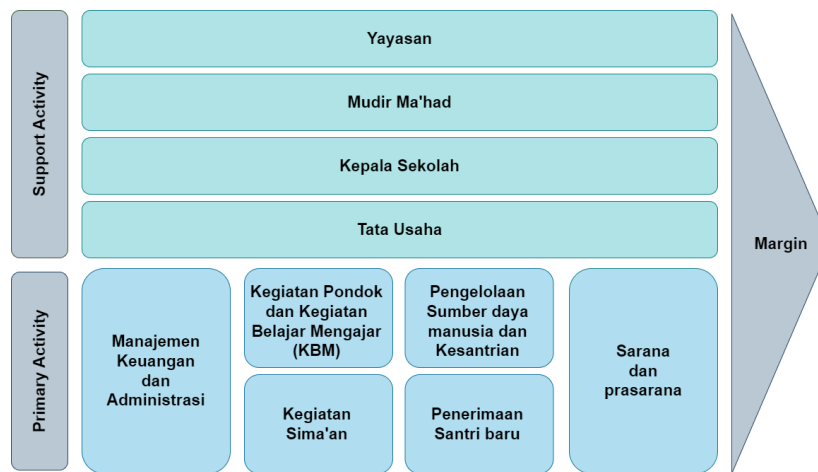 Support Activity
Yayasan
Mudir Ma'had
Kepala Sekolah
Tata Usaha
Margin
Primary Activity
Manajemen
Keuangan
dan
Administrasi
Kegiatan Pondok
dan Kegiatan
Belajar Mengajar
(KBM)
Kegiatan
Sima'an
Pengelolaan
Sumber daya
manusia dan
Kesantrian
Penerimaan
Santri baru
Sarana
dan
prasarana